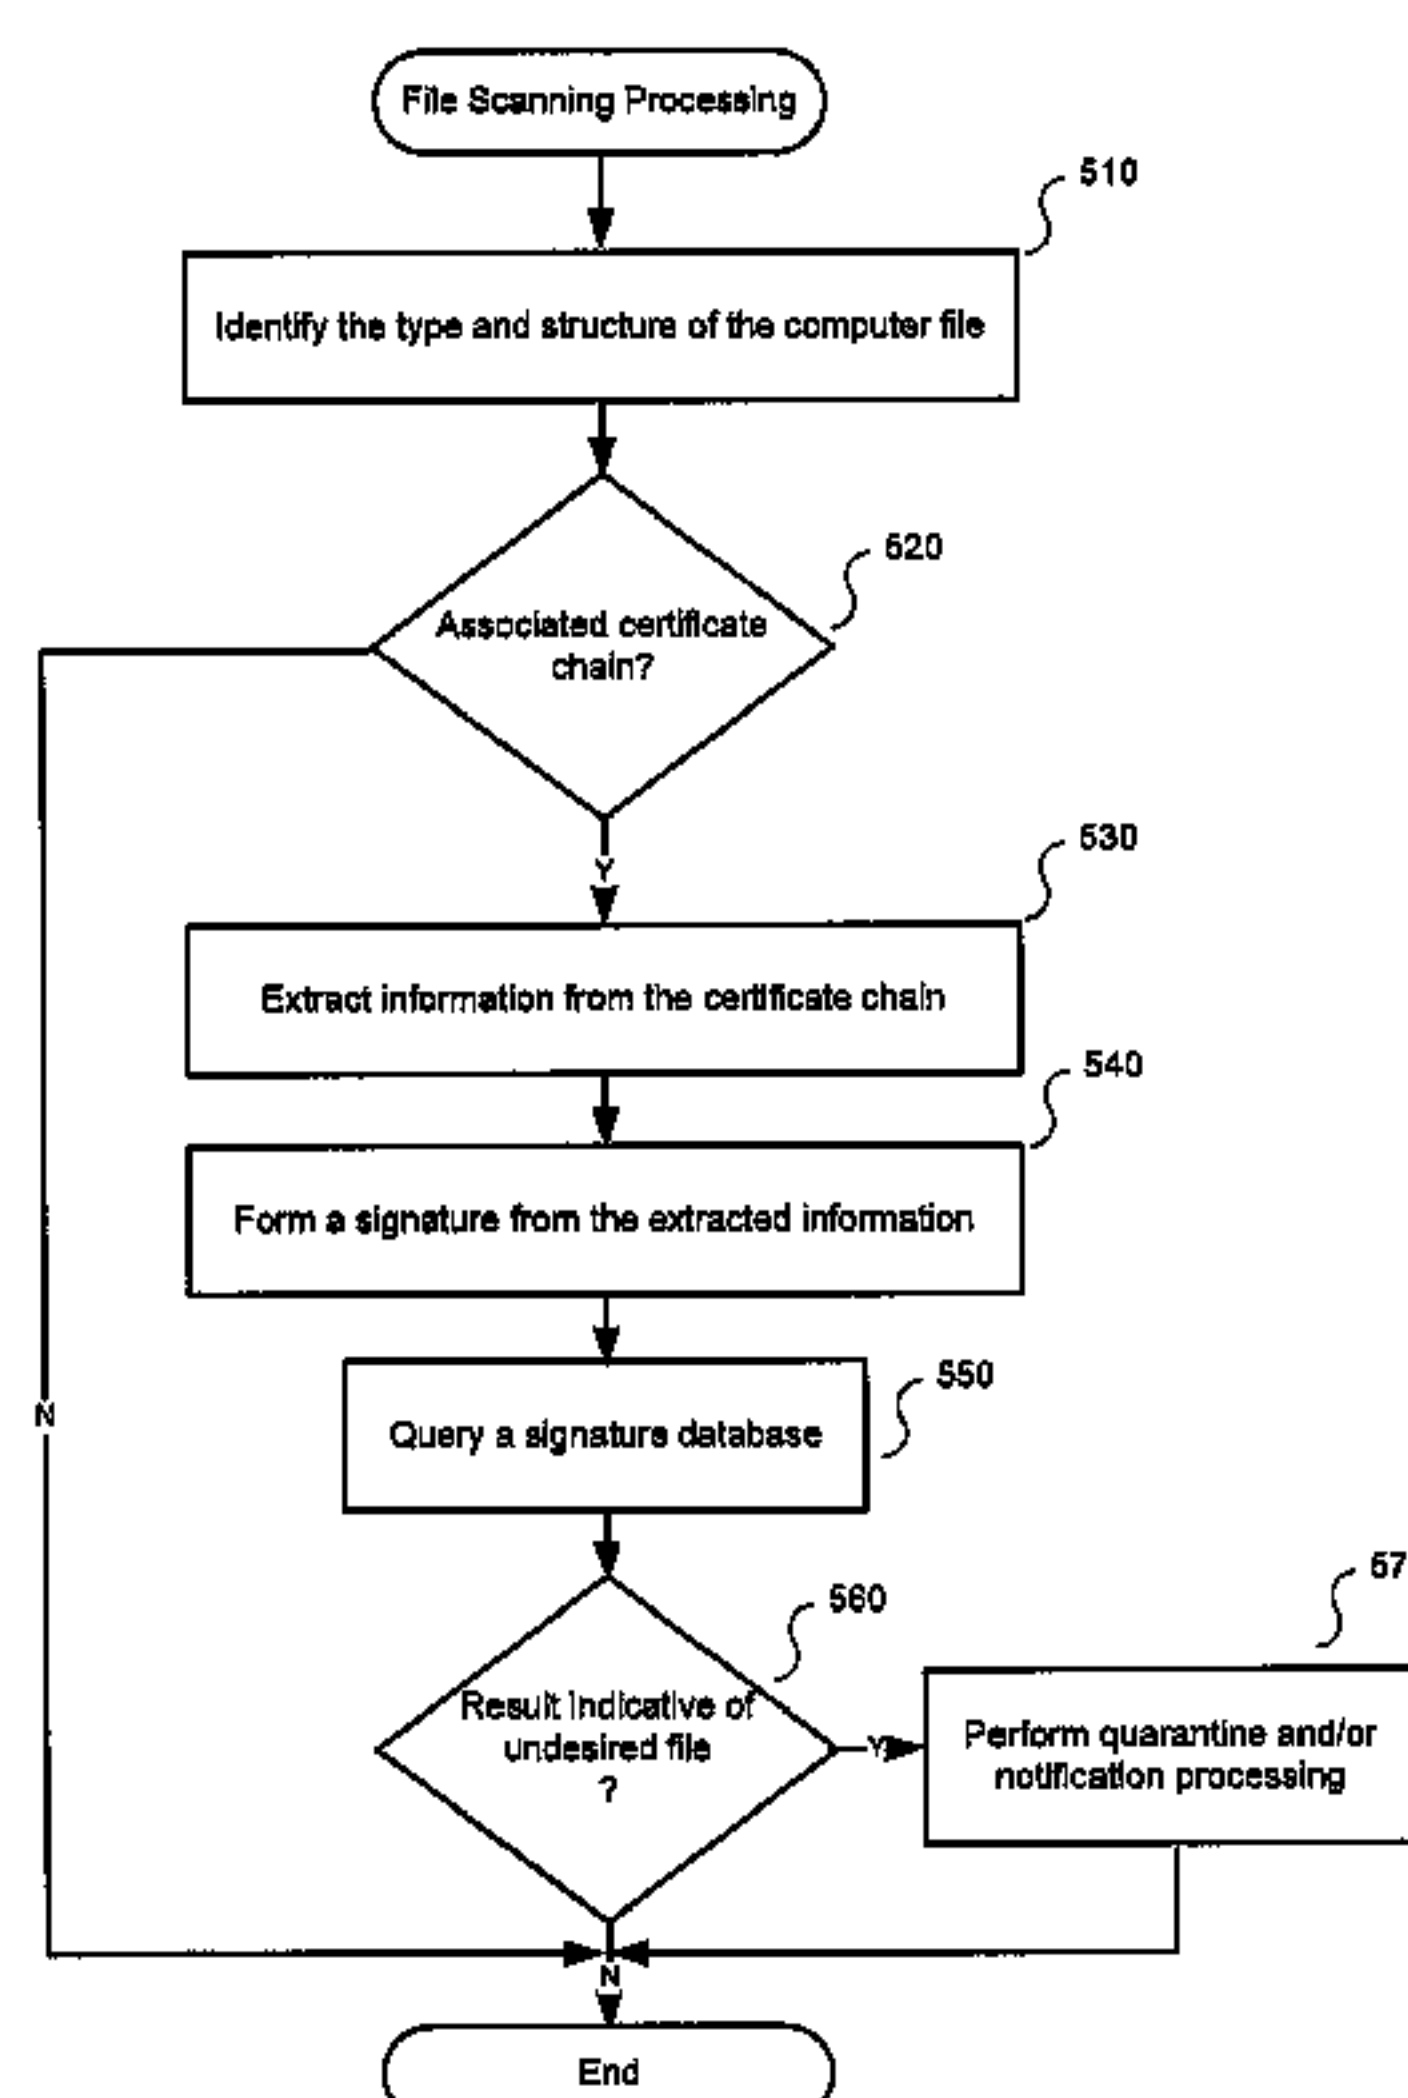 File Scanning Processing
510
Identify the type and structure of the computer file
520
Associated certificate
chain?
Y
530
Extract information from the certificate chain
540
Form a signature from the extracted information
550
Query a signature database
N
560
57
Result indicative of
undesired file
?
Y
Perform quarantine and/or
notification processing
N
End